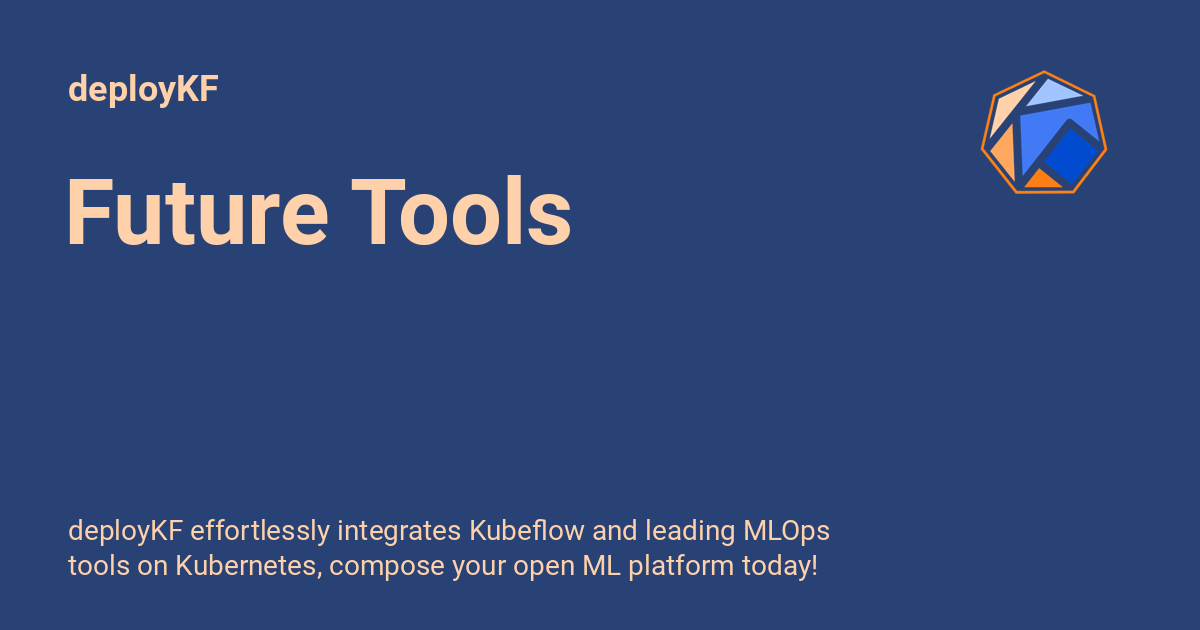 deployKF
Future Tools
deployKF effortlessly integrates Kubeflow and leading MLOps
tools on Kubernetes, compose your open ML platform today!